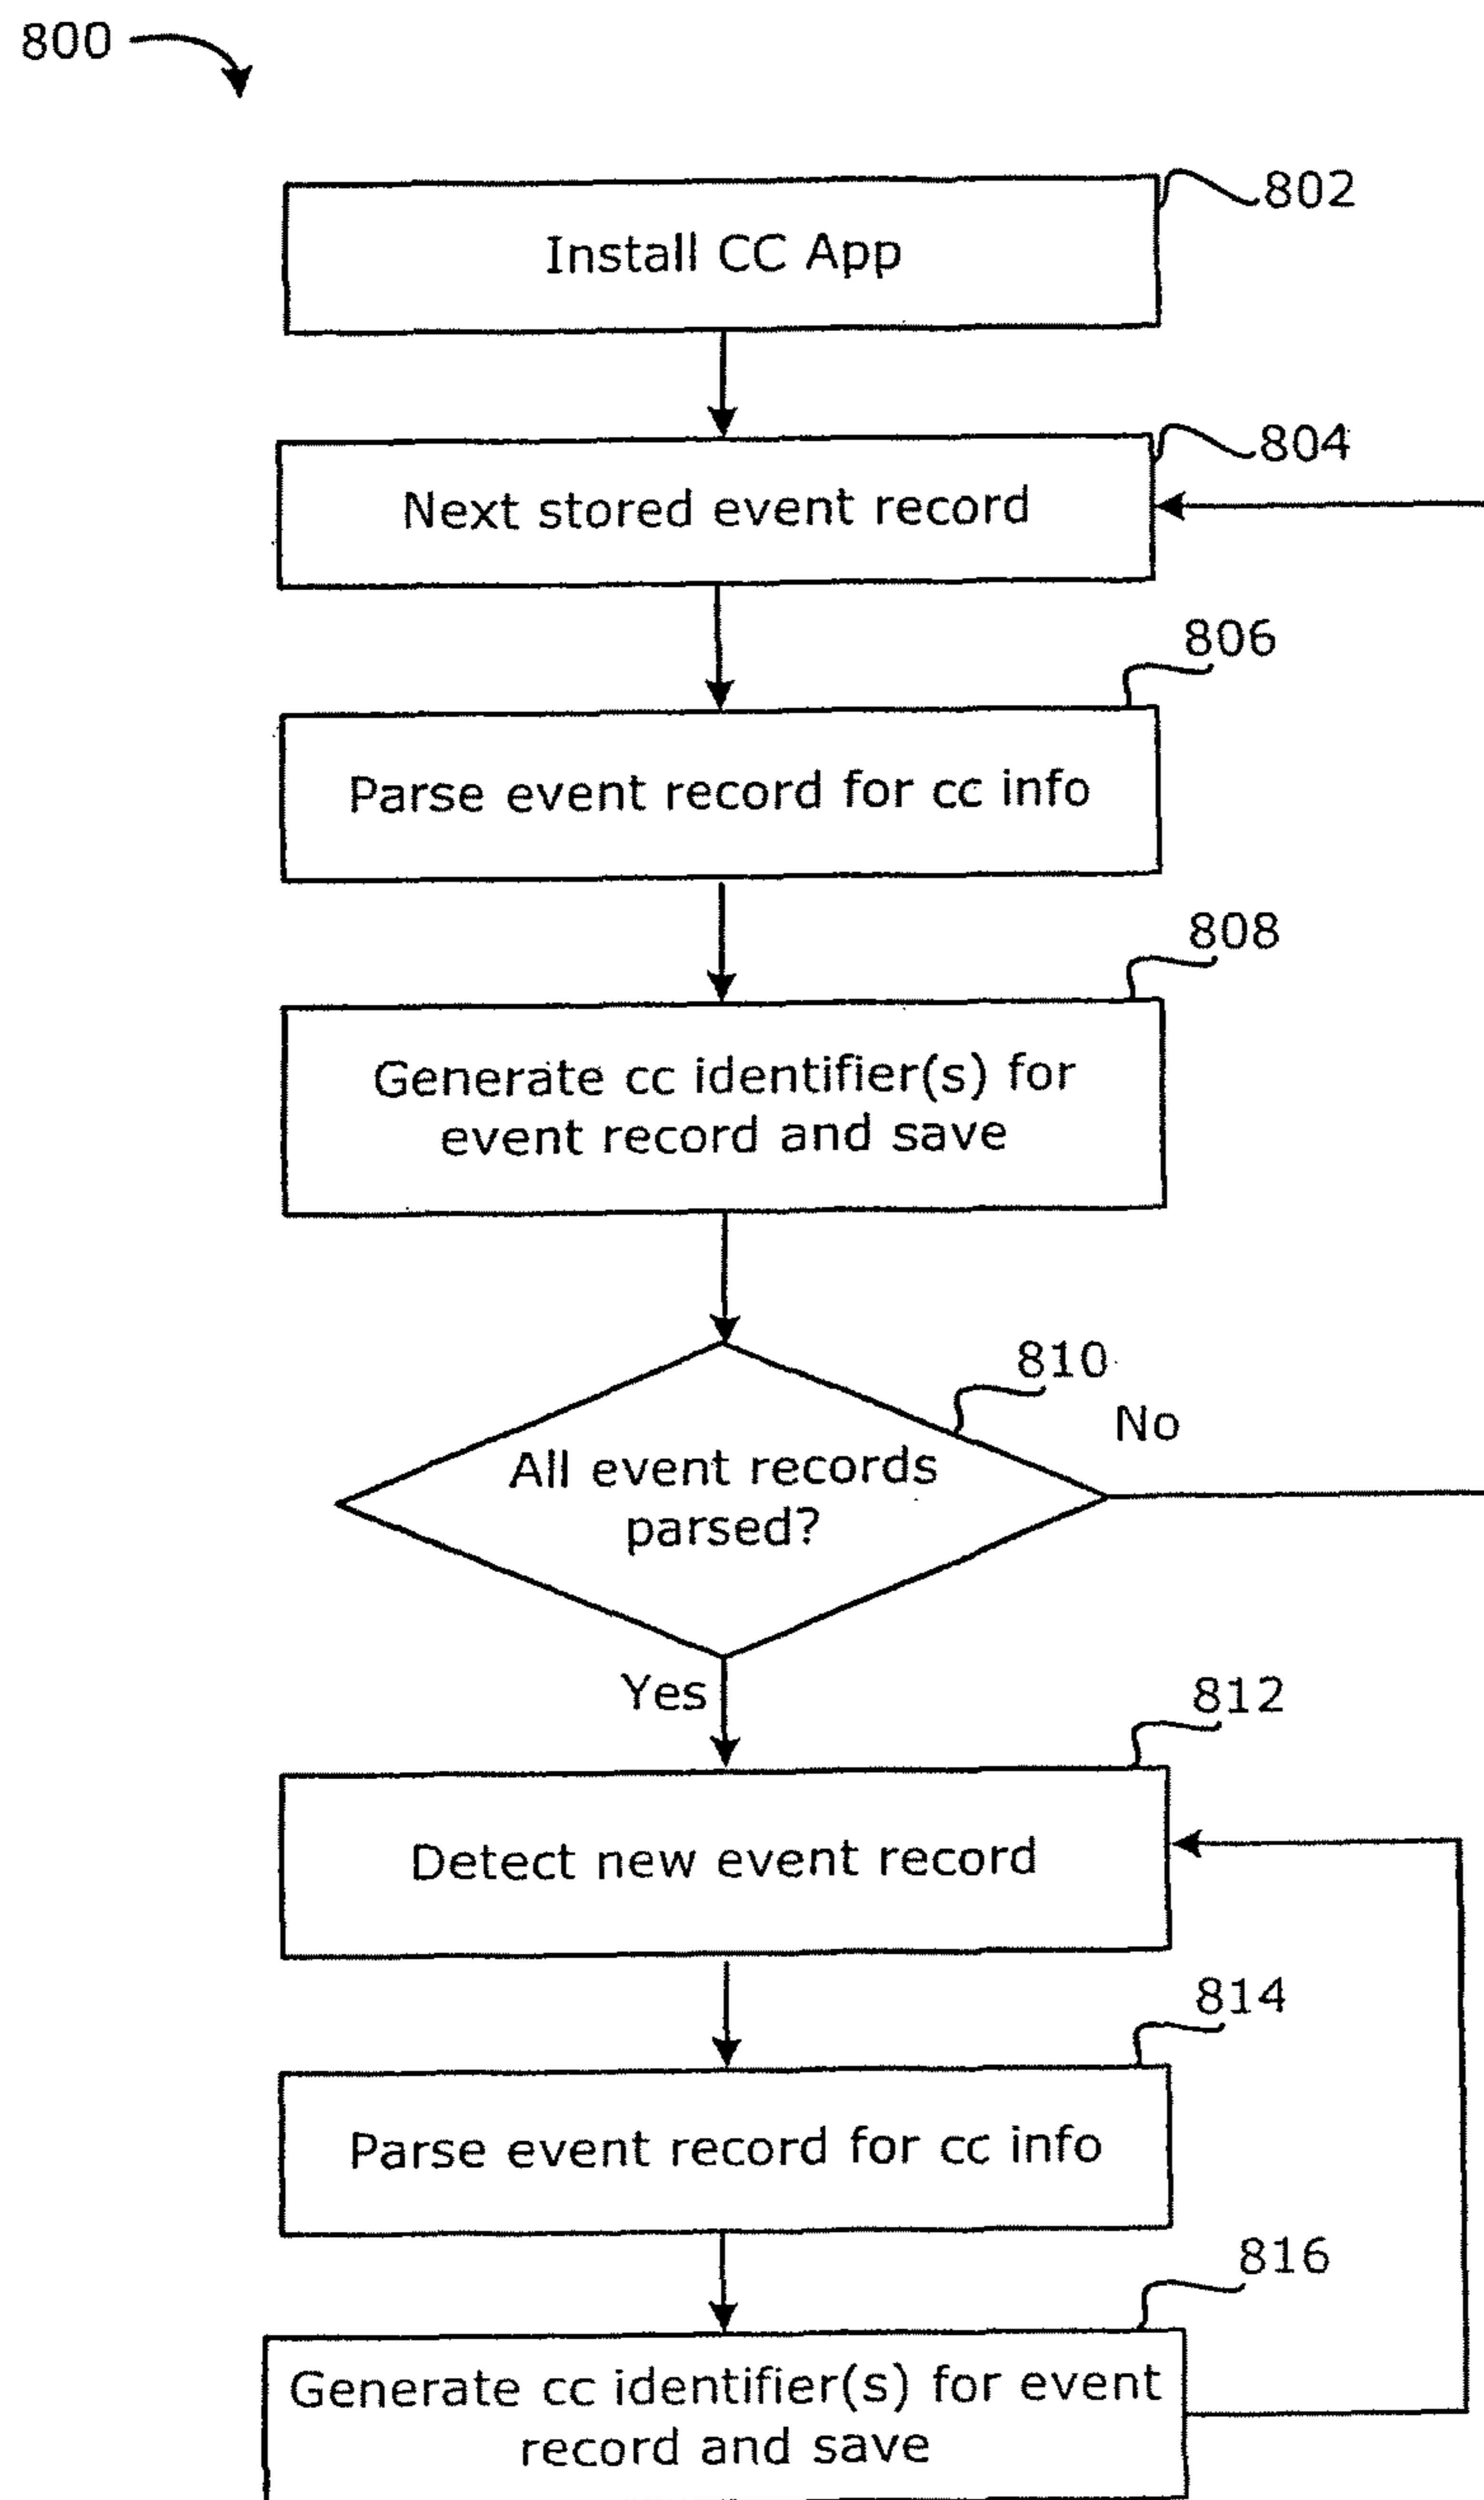 800
802
Install CC App
804
Next stored event record
806
Parse event record for cc info
808
Generate cc identifier(s) for
event record and save
810
No
All event records
parsed?
Yes
812
Detect new event record
814
Parse event record for cc info
816
Generate cc identifier(s) for event
record and save